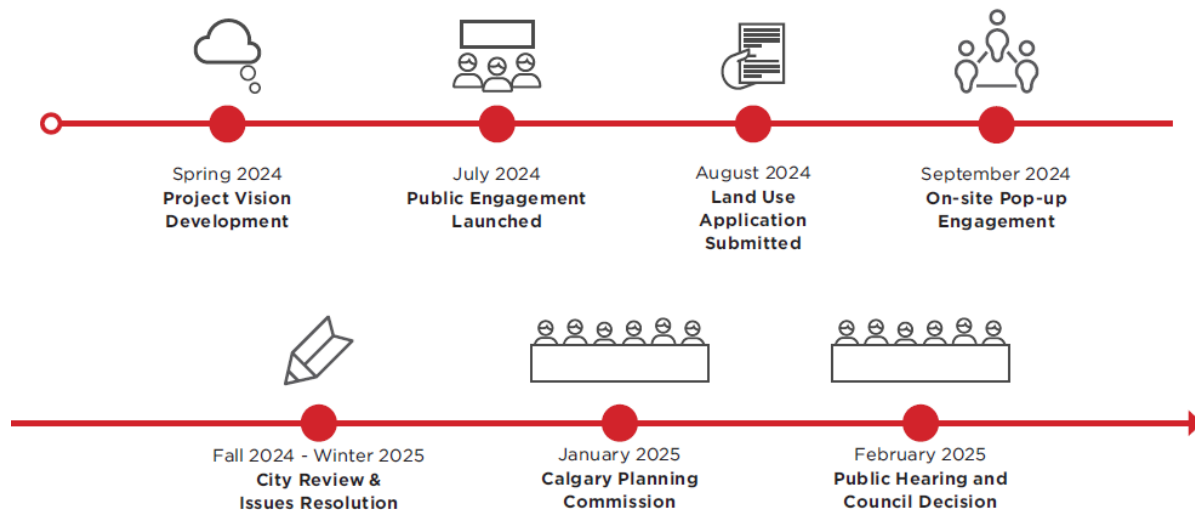 Spring 2024
Project Vision
Development
July 2024
Public Engagement
Launched
August 2024
Land Use
Application
Submitted
September 2024
On-site Pop-up
Engagement
Fall 2024 - Winter 2025
City Review &
Issues Resolution
January 2025
Calgary Planning
Commission
February 2025
Public Hearing and
Council Decision